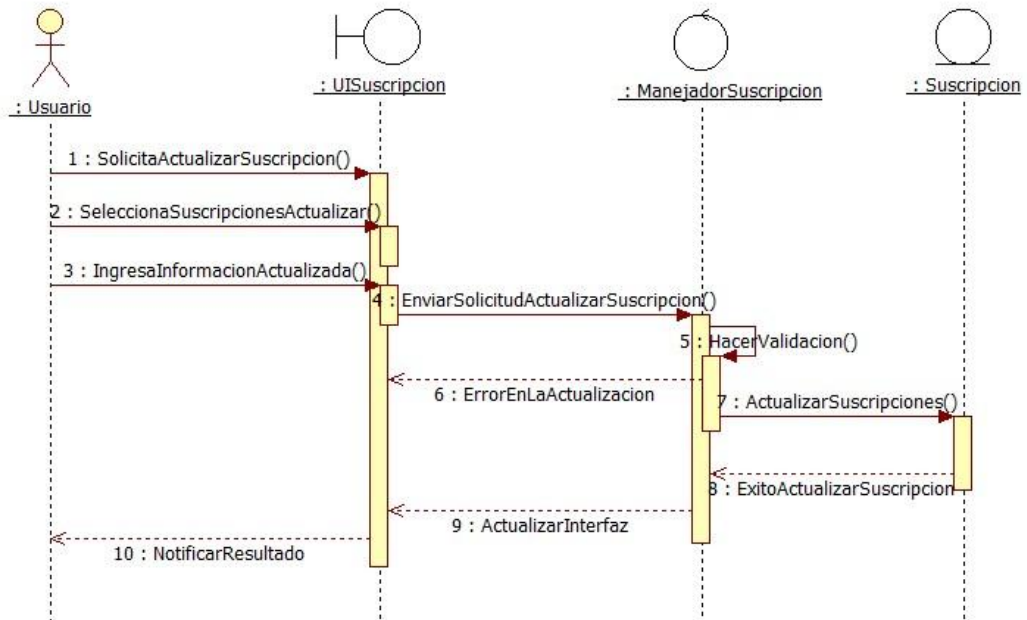 : Usuario
: UISuscripcion
: ManejadorSuscripcion
: Suscripcion
1 : SolicitaActualizarSuscripcion()
2 : SeleccionaSuscripcionesActualizar()
3 : IngresaInformacionActualizada()
4 : EnviarSolicitudActualizarSuscripcion()
5 : HacerValidacion()
6 : ErrorEnLaActualizacion
7 : ActualizarSuscripciones()
8 : ExitoActualizarSuscripcion
9 : ActualizarInterfaz
10 : NotificarResultado